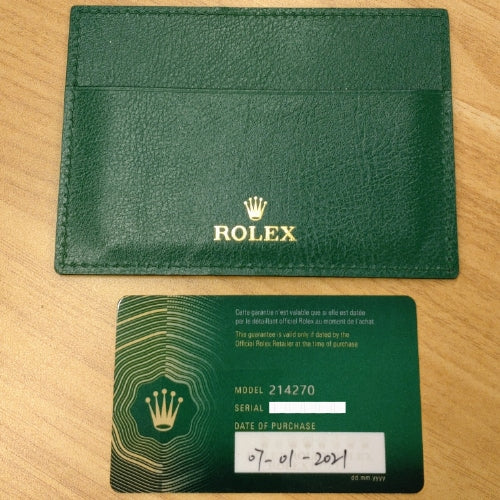 ROLEX
Cette garantie n'est valable que si elle est datée
par le détaillant officiel Rolex au moment de l'achat.
This guarantee is valid only if dated by the
Official Rolex Retailer at the time of purchase
MODEL 214270
SERIAL
DATE OF PURCHASE
07-01-2021
dd.mm.yyyy